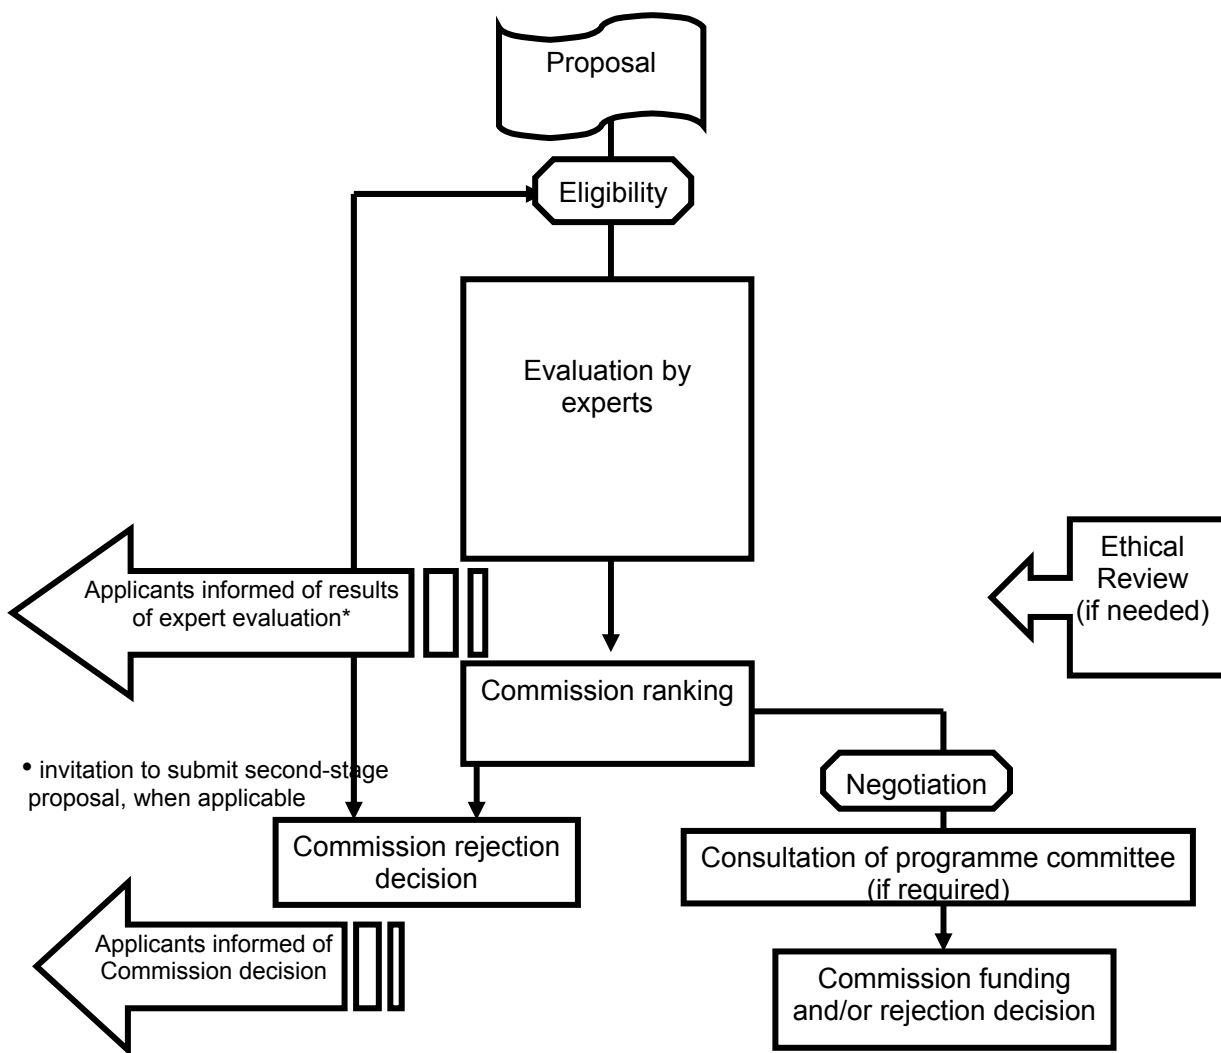 Proposal
Eligibility
Evaluation by
experts
Ethical
Review
(if needed)
Applicants informed of results
of expert evaluation*
Commission ranking
• invitation to submit second-stage
proposal, when applicable
Negotiation
Commission rejection
decision
Consultation of programme committee
(if required)
Applicants informed of
Commission decision
Commission funding
and/or rejection decision